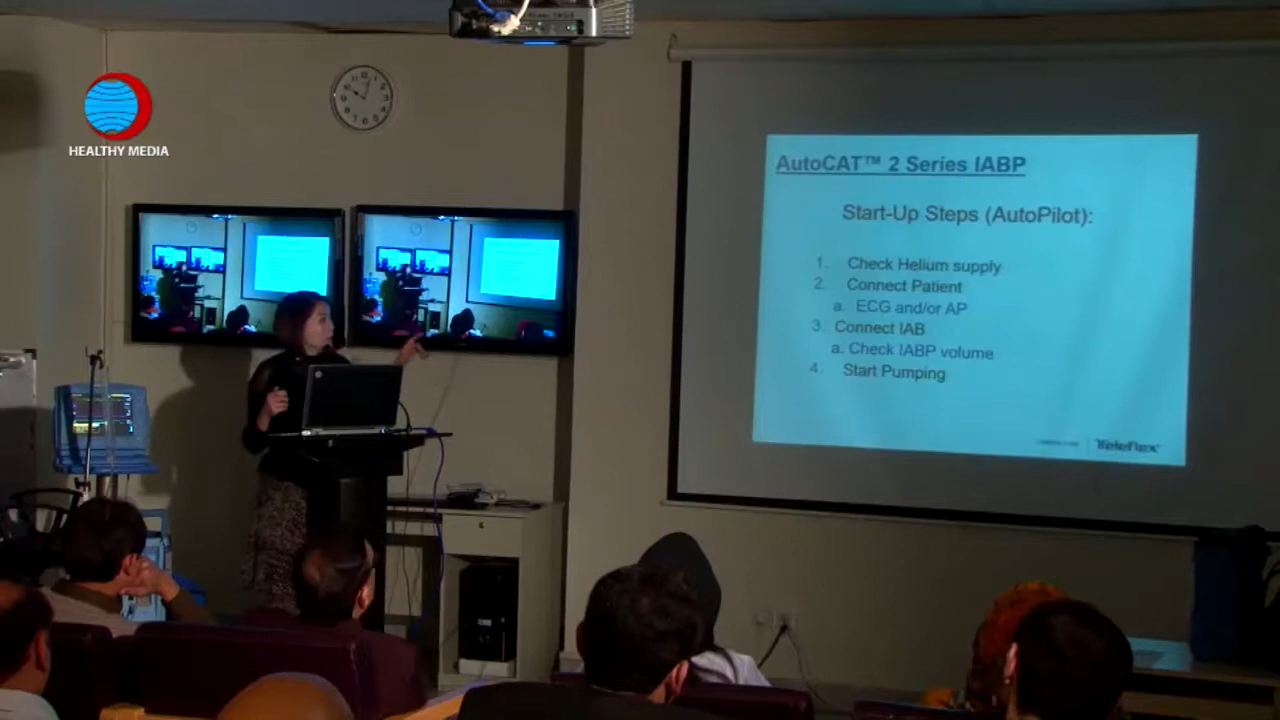 HEALTHY MEDIA
AutoCAT™ 2 Series IABP
Start-Up Steps (AutoPilot):
1. Check Helium supply
2. Connect Patient
a. ECG and/or AP
3. Connect IAB
a. Check IABP volume
4. Start Pumping
Teleflex